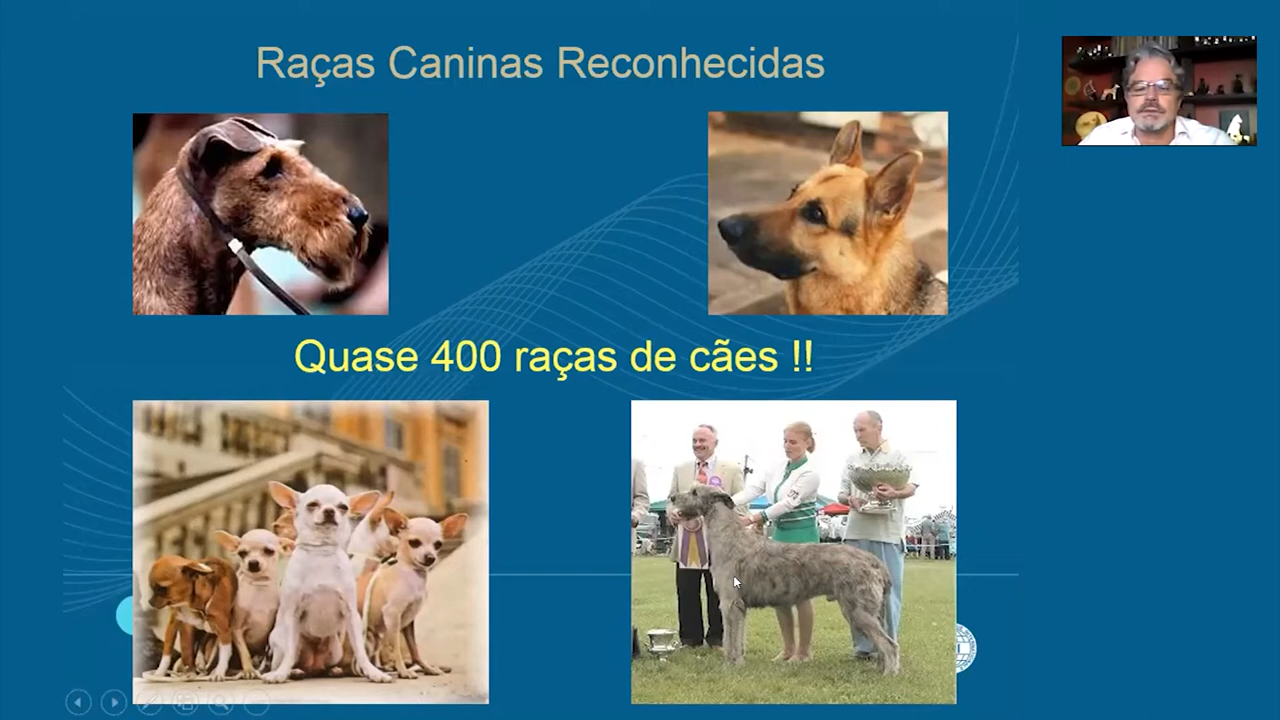 Raças Caninas Reconhecidas
Quase 400 raças de cães !!